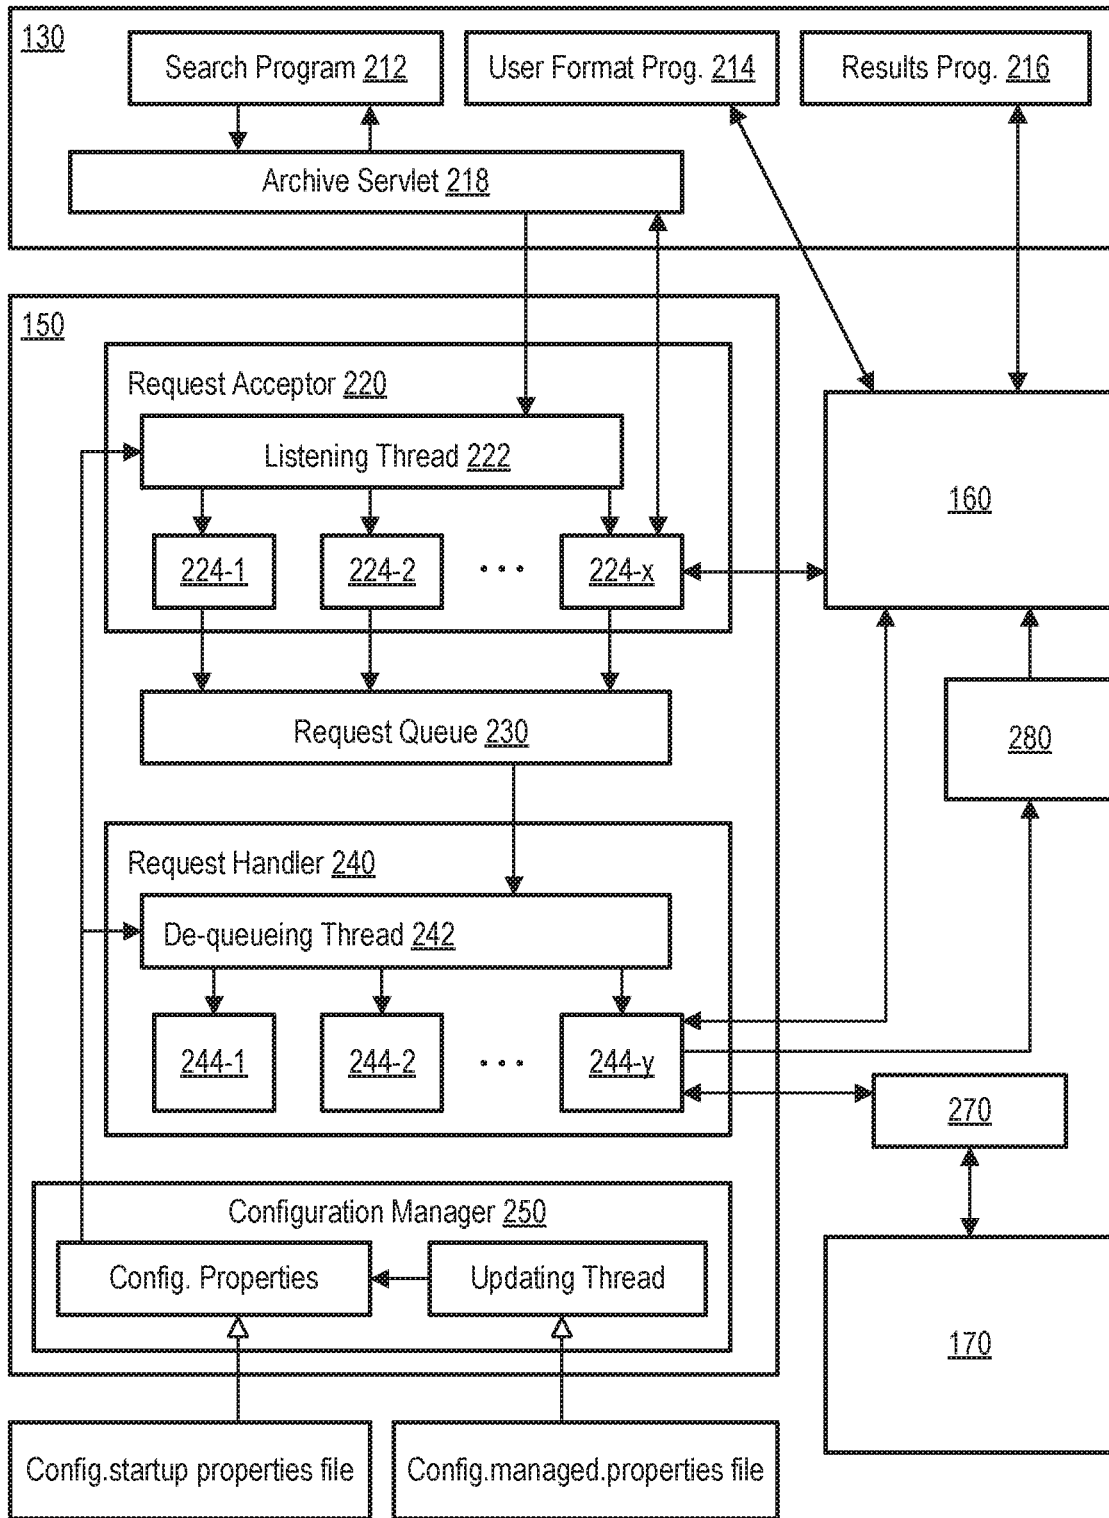 130
Search Program 212
User Format Prog. 214
Results Prog. 216
Archive Servlet 218
150
Request Acceptor 220
Listening Thread 222
224-1
224-2
• • •
224-x
160
Request Queue 230
280
Request Handler 240
De-queueing Thread 242
244-1
244-2
• • •
244-y
270
Configuration Manager 250
Config. Properties
Updating Thread
170
Config.startup properties file
Config.managed.properties file